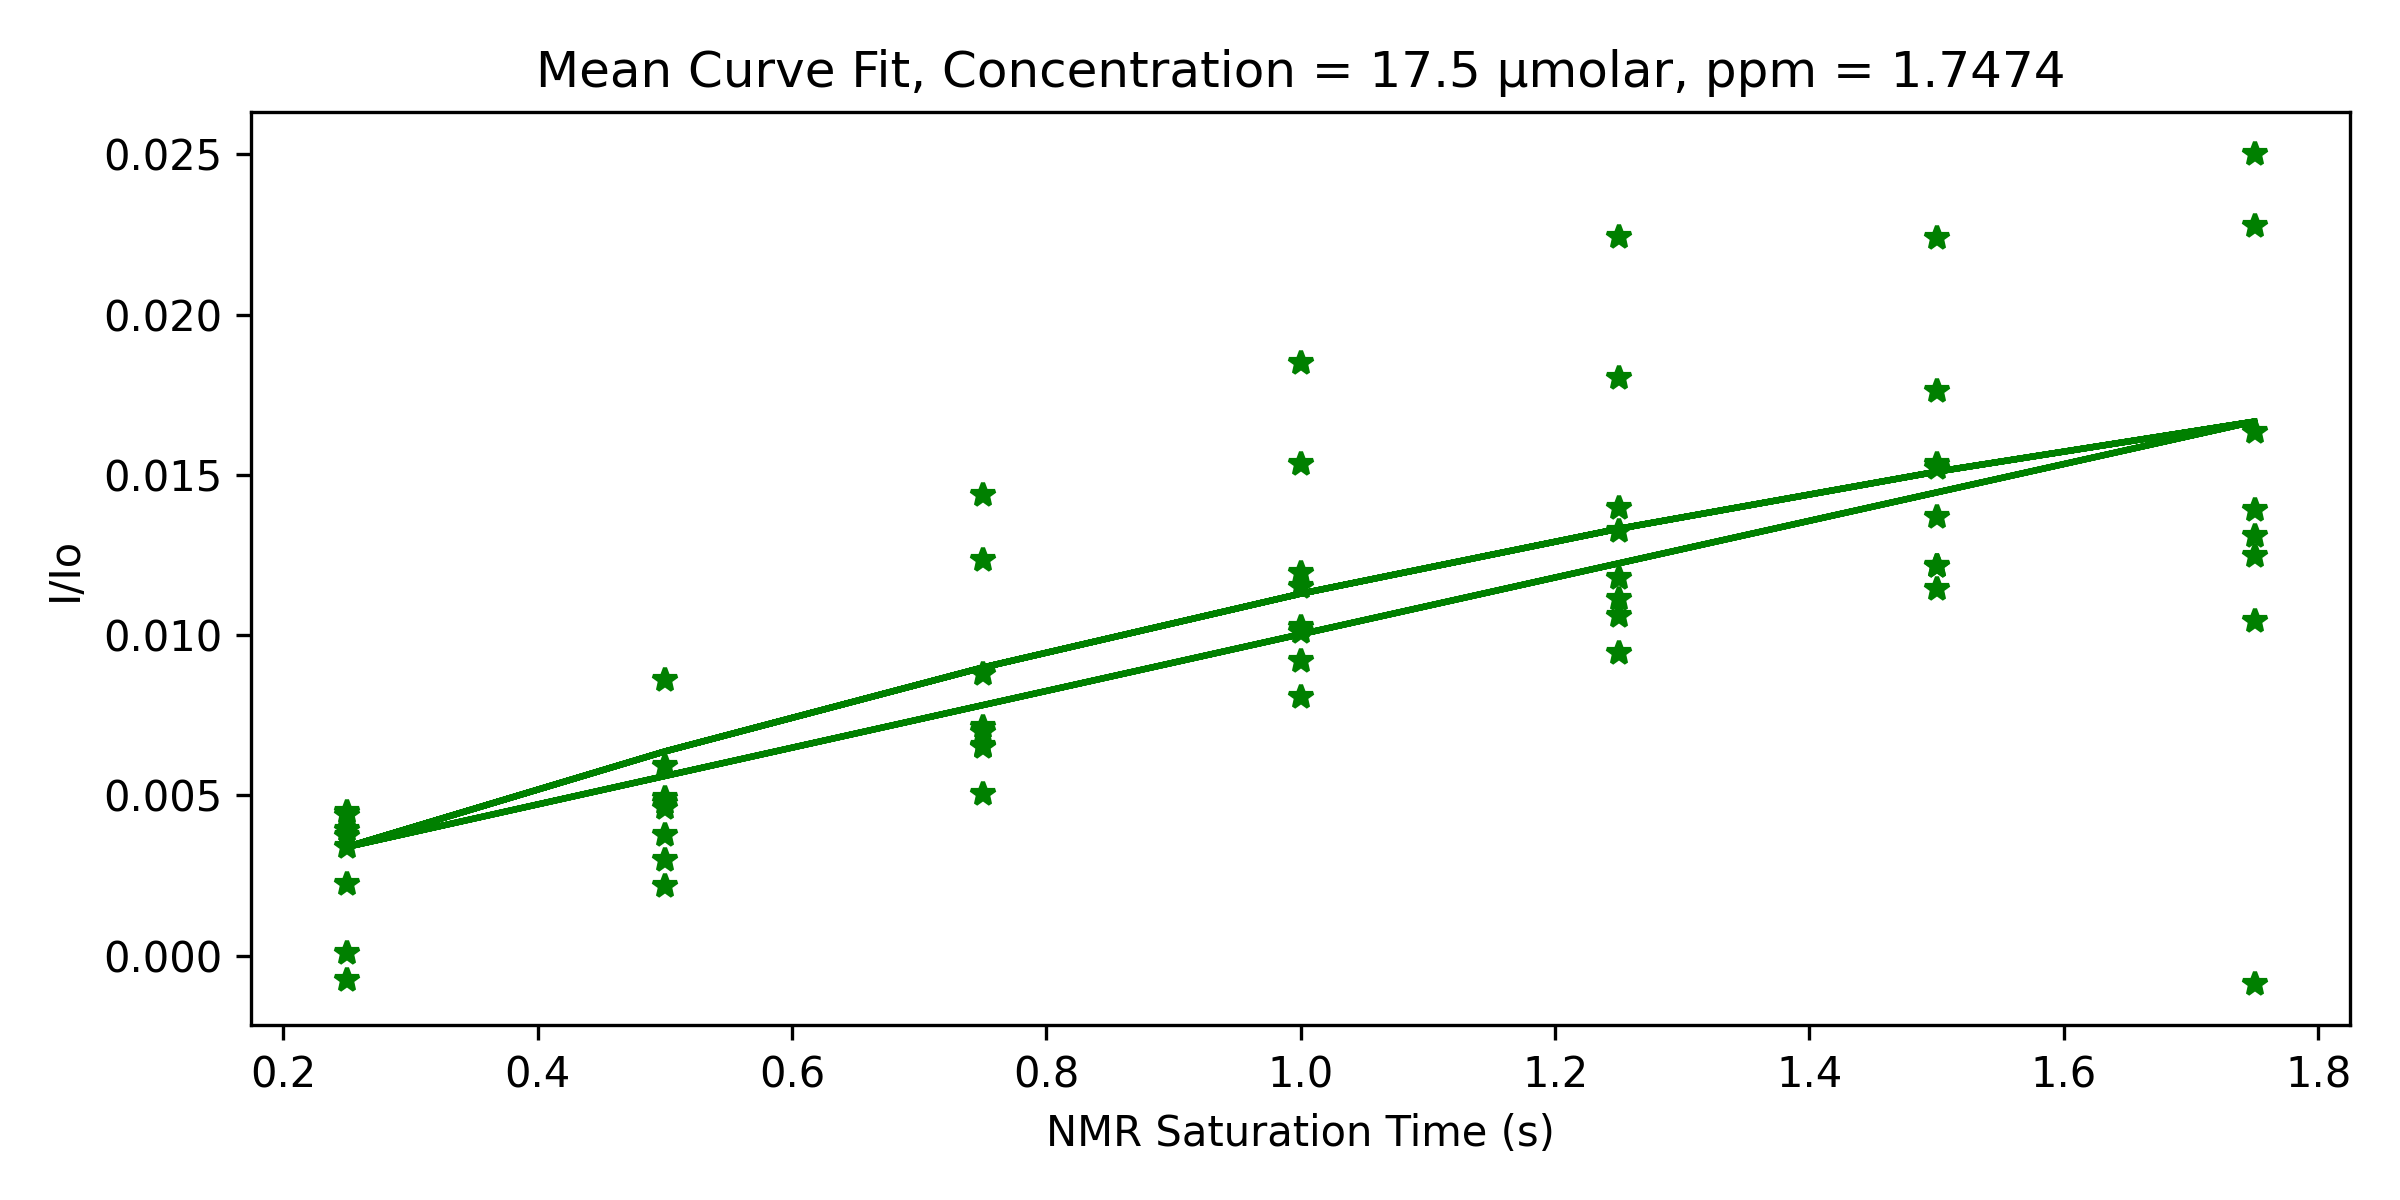 Mean Curve Fit, Concentration = 17.5 μmolar, ppm = 1.7474
0.025
0.020
0.015
0.010
0.005
0.000
I/Io
0.2 0.4 0.6 0.8 1.0 1.2 1.4 1.6 1.8
NMR Saturation Time (s)